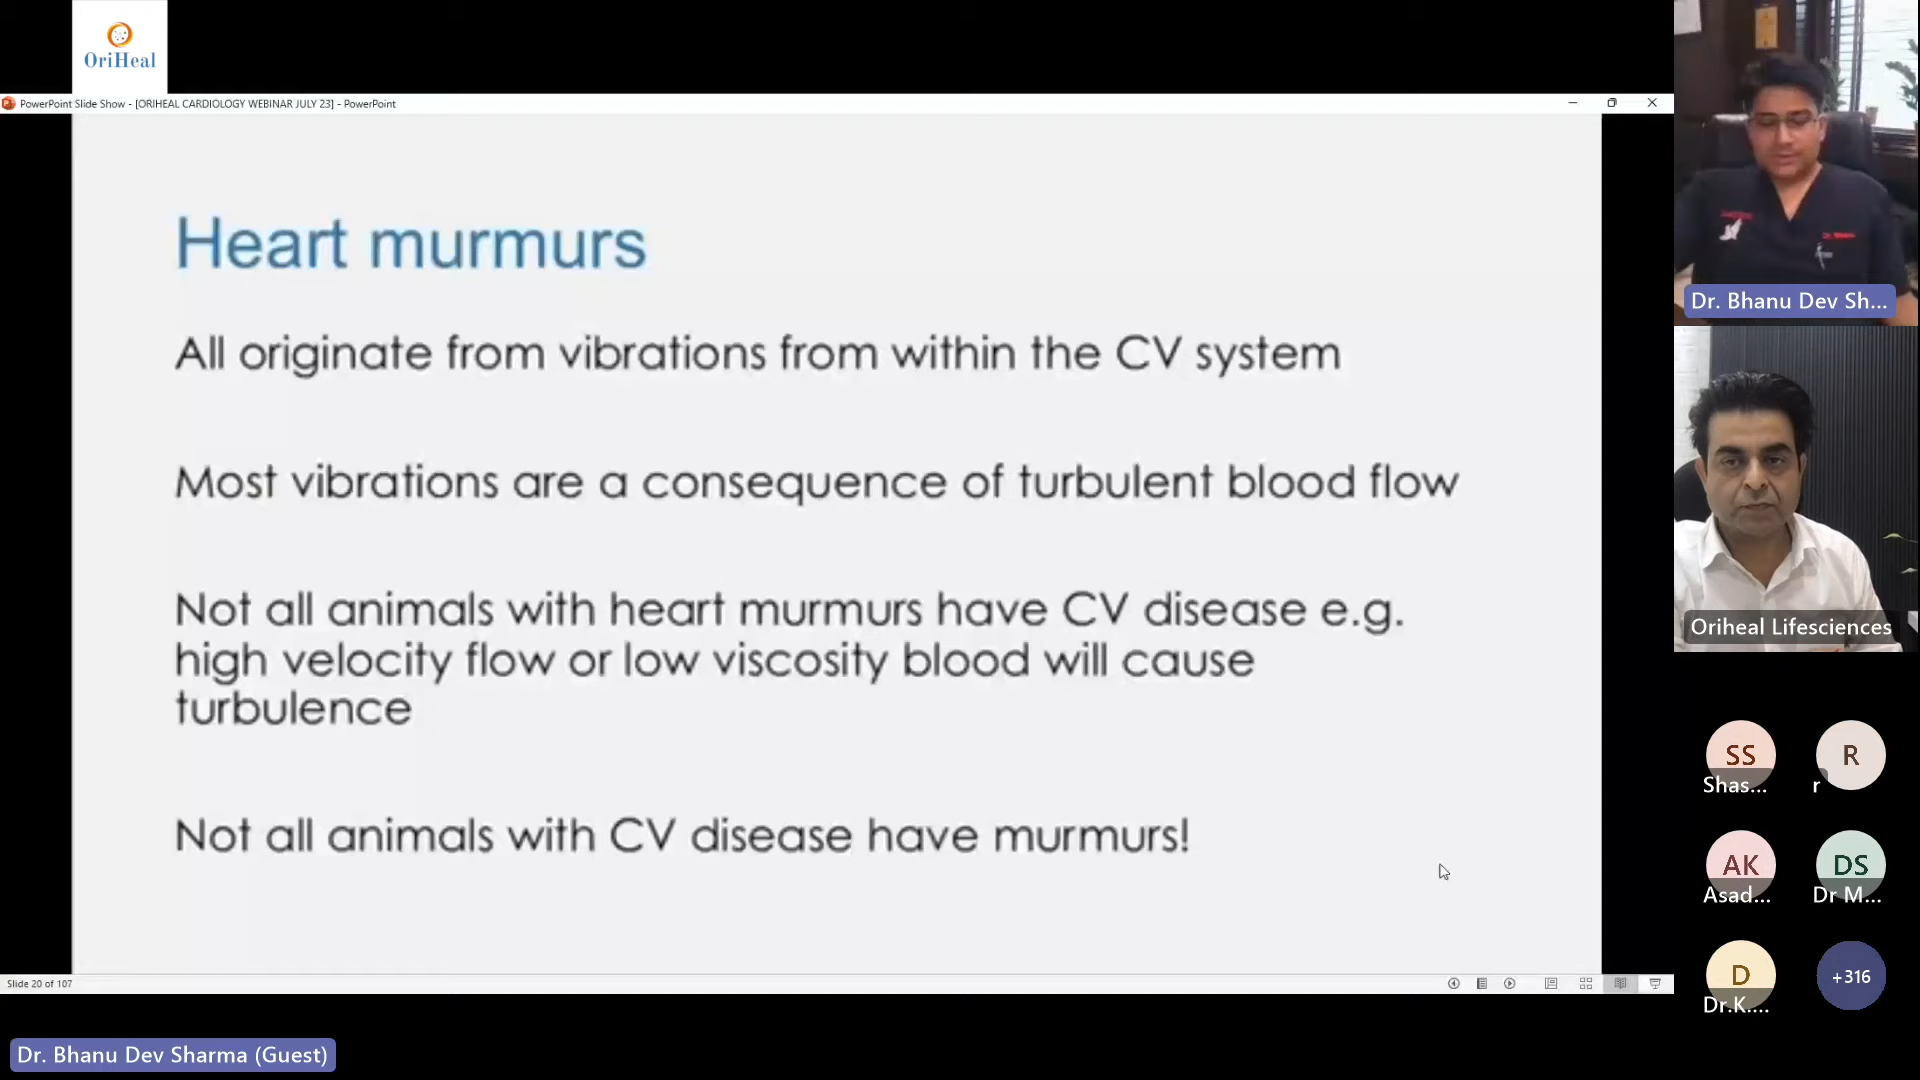 OriHeal
PowerPoint Slide Show - [ORIHEAL CARDIOLOGY WEBINAR JULY 23] - PowerPoint
Heart murmurs
All originate from vibrations from within the CV system
Most vibrations are a consequence of turbulent blood flow
Not all animals with heart murmurs have CV disease e.g.
high velocity flow or low viscosity blood will cause
turbulence
Not all animals with CV disease have murmurs!
Slide 20 of 107
Dr. Bhanu Dev Sharma (Guest)
Dr. Bhanu Dev Sh...
Oriheal Lifesciences
SS
Shas...
R
r
AK
Asad...
DS
Dr M...
D
Dr.K....
+316